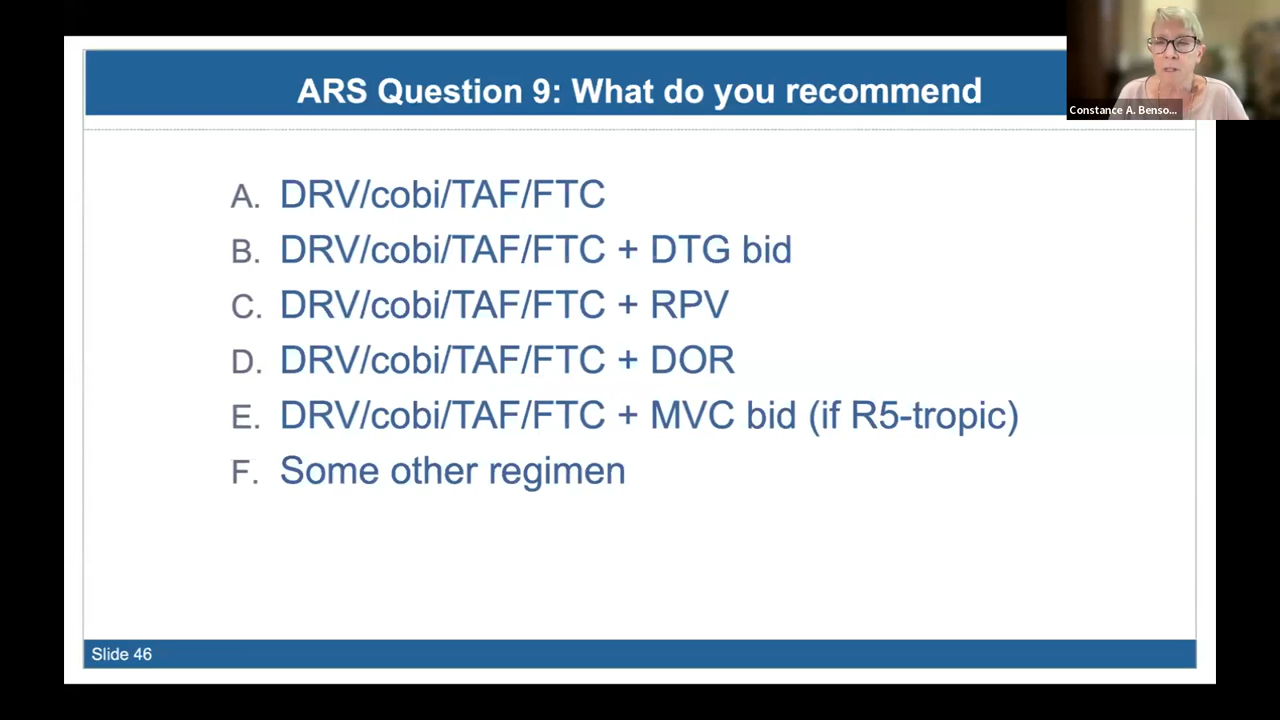 ARS Question 9: What do you recommend
Constance A. Benso...
A. DRV/cobi/TAF/FTC
B. DRV/cobi/TAF/FTC + DTG bid
C. DRV/cobi/TAF/FTC + RPV
D. DRV/cobi/TAF/FTC + DOR
E. DRV/cobi/TAF/FTC + MVC bid (if R5-tropic)
F. Some other regimen
Slide 46